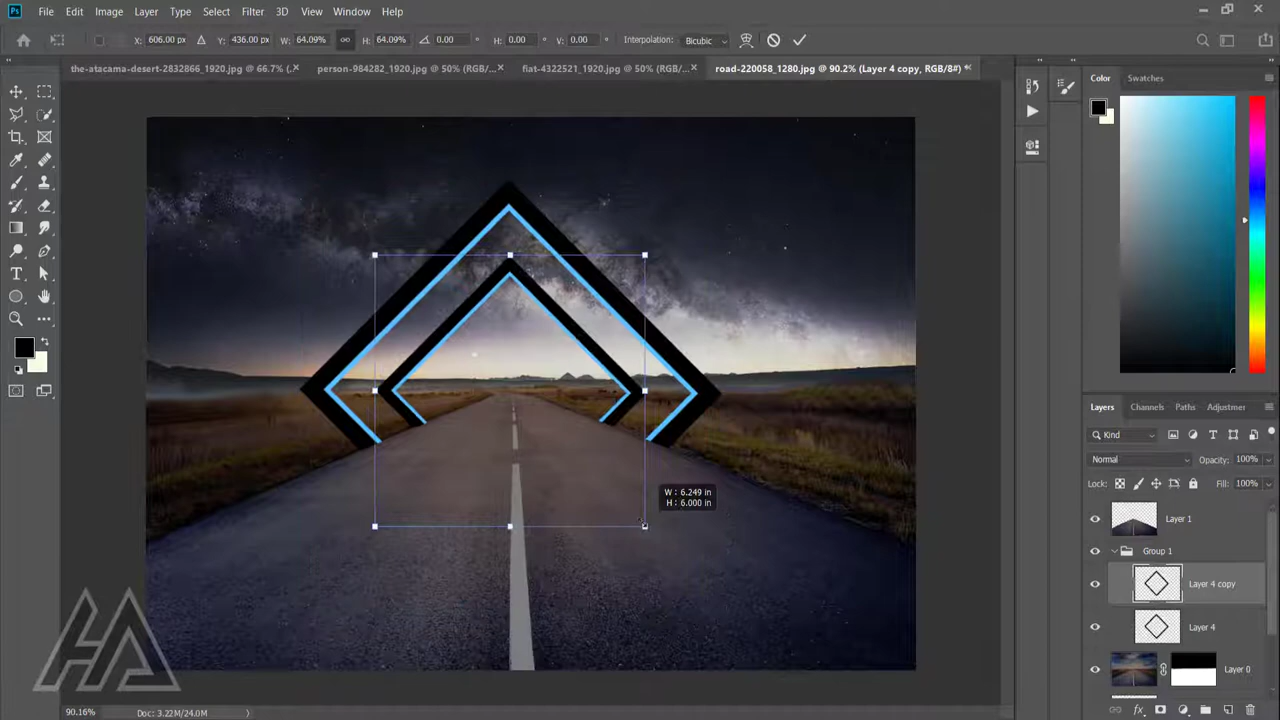 Ps File Edit Image Layer Type Select Filter 3D View Window Help
X: 606.00 px Y: 436.00 px W: 64.09% H: 64.09% 0.00 ° H: 0.00 ° V: 0.00 ° Interpolation: Bicubic
the-atacama-desert-2832866_1920.jpg @ 66.7% (... person-984282_1920.jpg @ 50% (RGB/... fiat-4322521_1920.jpg @ 50% (RGB/... road-220058_1280.jpg @ 90.2% (Layer 4 copy, RGB/8#) *
Color Swatches
W: 6.249 in
H: 6.000 in
Layers Channels Paths Adjustmer
Kind
Normal Opacity: 100%
Lock: Fill: 100%
Layer 1
Group 1
Layer 4 copy
Layer 4
Layer 0
HA
90.16% Doc: 3.22M/24.0M